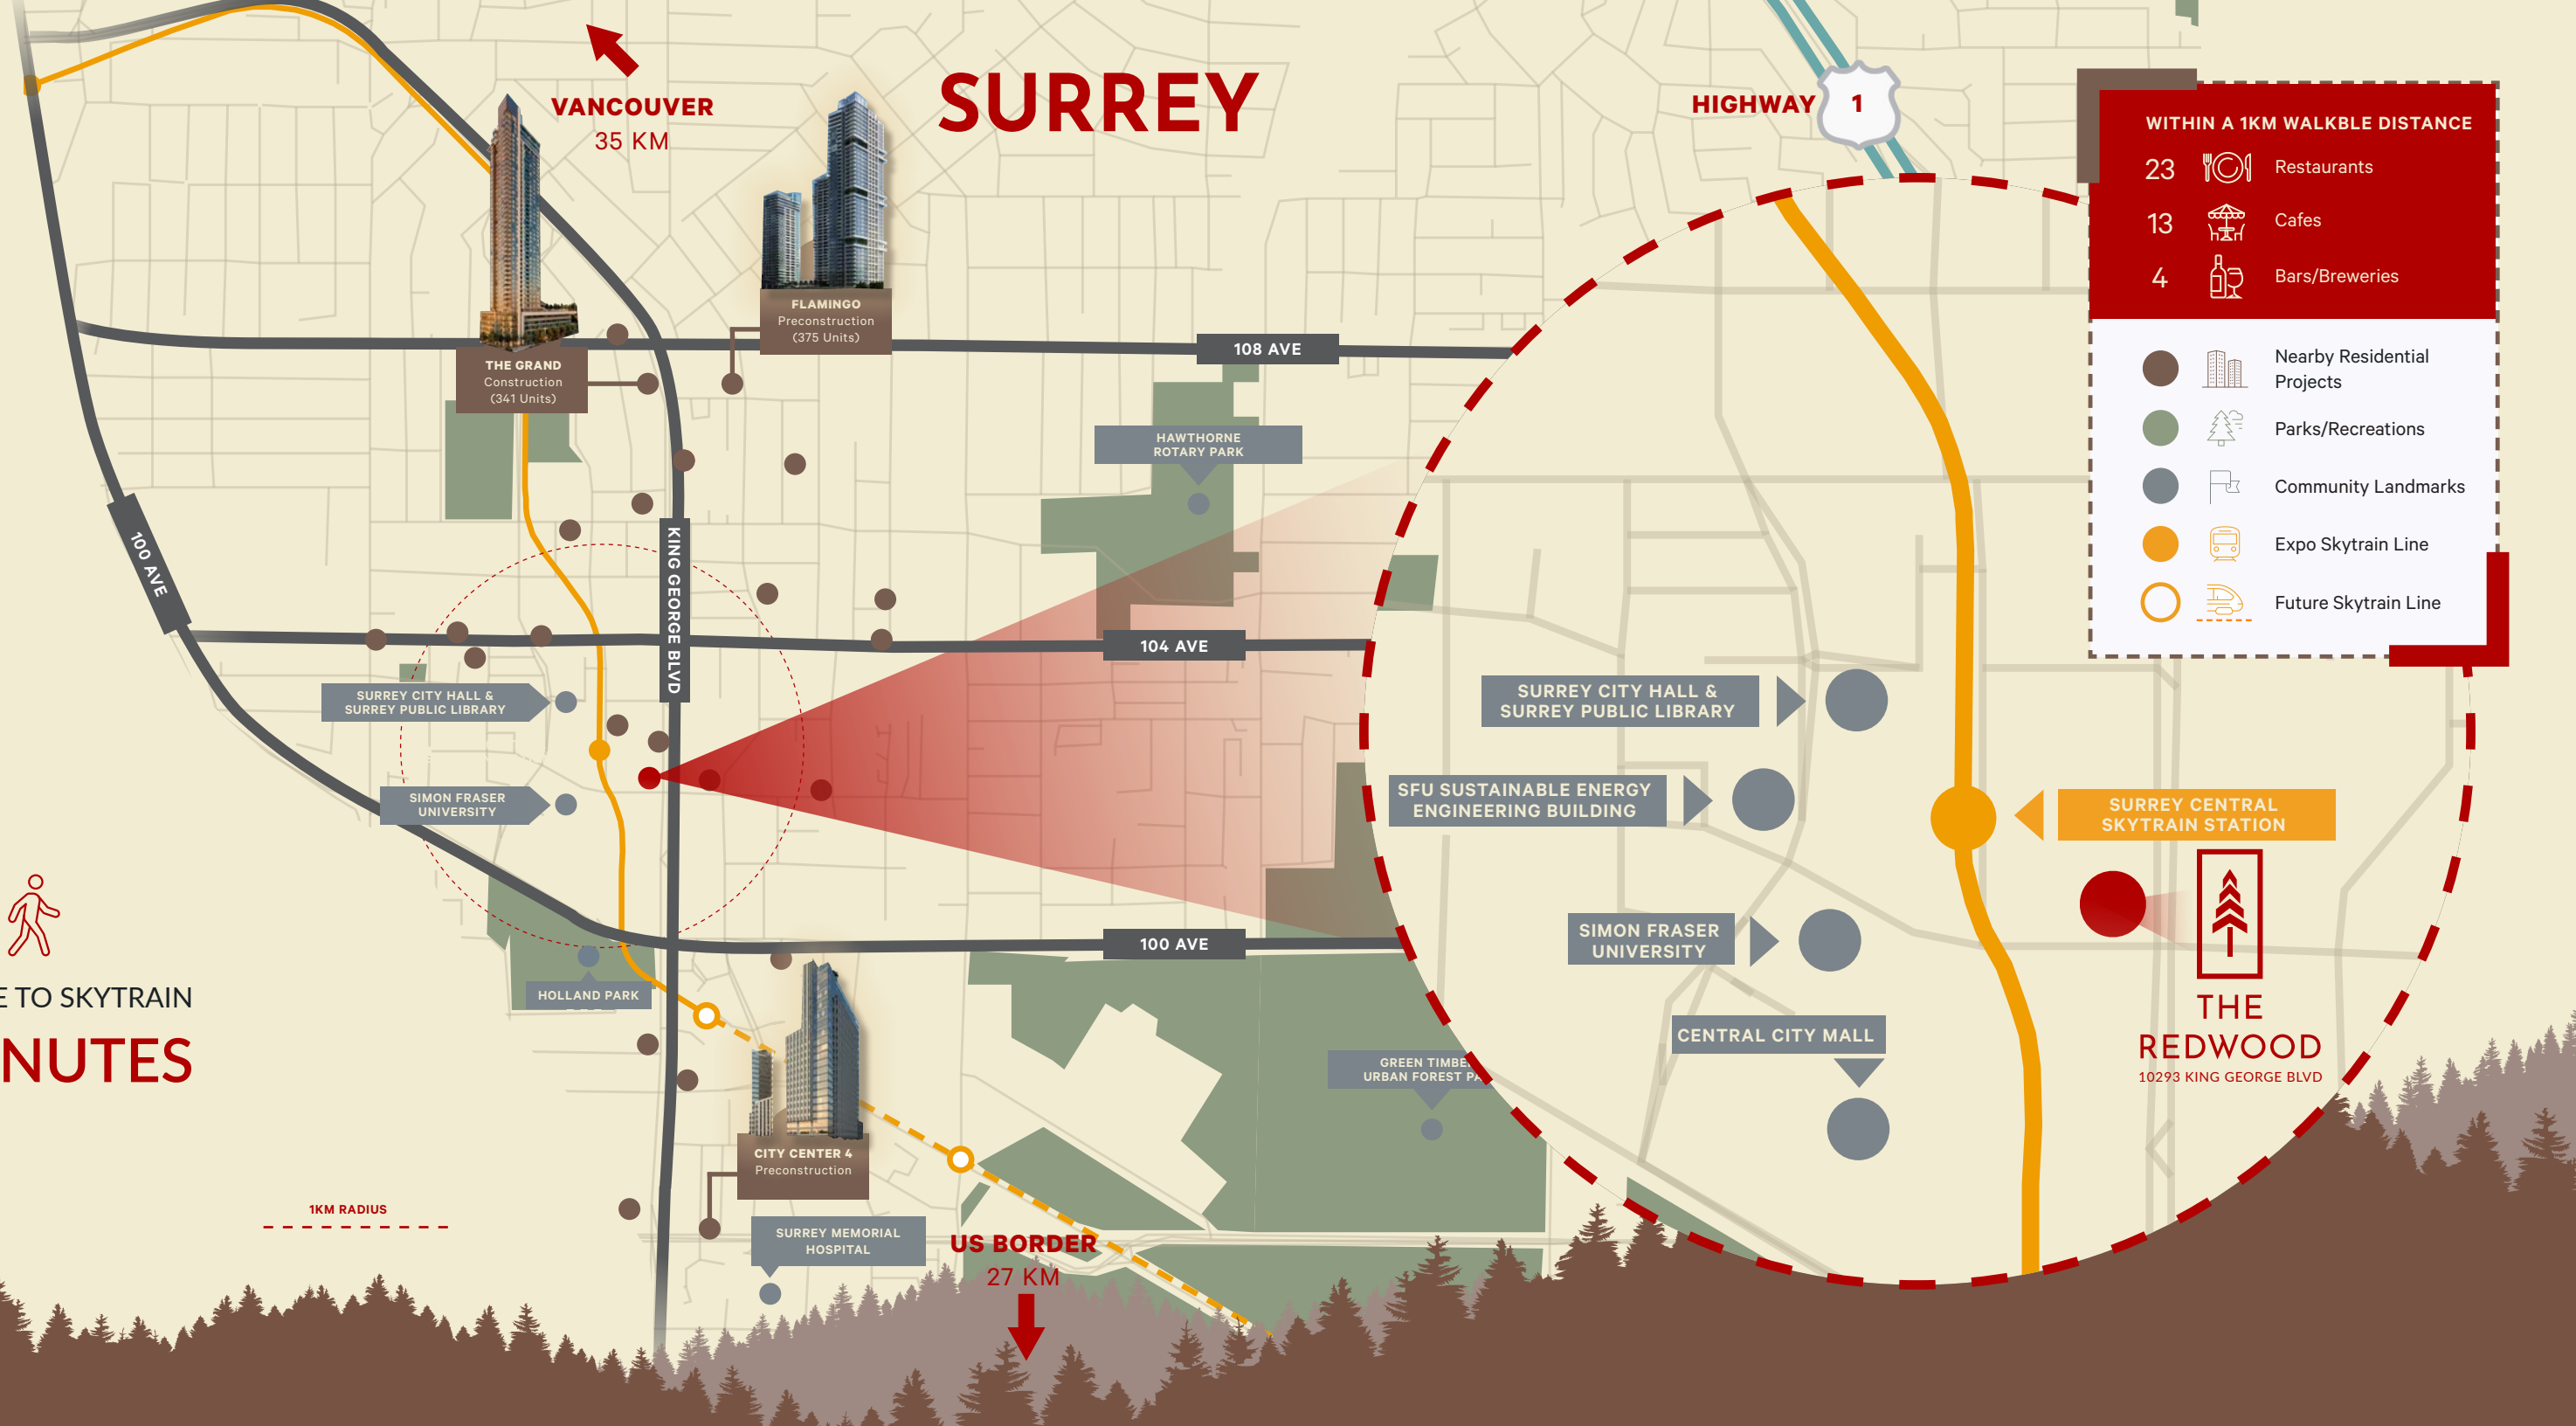 SURREY
VANCOUVER
35 KM
HIGHWAY
1
WITHIN A 1KM WALKBLE DISTANCE
23 Restaurants
13 Cafes
4 Bars/Breweries
Nearby Residential
Projects
Parks/Recreations
Community Landmarks
Expo Skytrain Line
Future Skytrain Line
FLAMINGO
Preconstruction
(375 Units)
THE GRAND
Construction
(341 Units)
108 AVE
HAWTHORNE
ROTARY PARK
100 AVE
KING GEORGE BLVD
104 AVE
SURREY CITY HALL &
SURREY PUBLIC LIBRARY
SIMON FRASER
UNIVERSITY
100 AVE
HOLLAND PARK
E TO SKYTRAIN
NUTES
1KM RADIUS
CITY CENTER 4
Preconstruction
SURREY MEMORIAL
HOSPITAL
US BORDER
27 KM
GREEN TIMBE
URBAN FOREST PA
SURREY CITY HALL &
SURREY PUBLIC LIBRARY
SFU SUSTAINABLE ENERGY
ENGINEERING BUILDING
SURREY CENTRAL
SKYTRAIN STATION
SIMON FRASER
UNIVERSITY
CENTRAL CITY MALL
THE
REDWOOD
10293 KING GEORGE BLVD